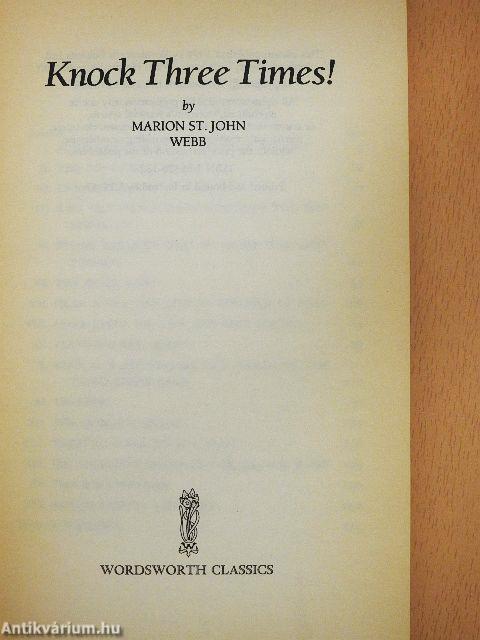 Knock Three Times!
by
MARION ST. JOHN
WEBB
WORDSWORTH CLASSICS
Antikvárium.hu